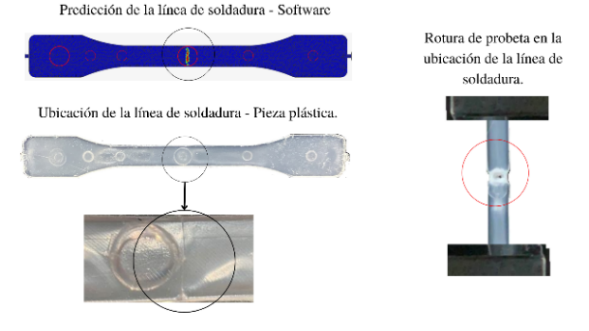 Predicción de la línea de soldadura - Software
Ubicación de la línea de soldadura - Pieza plástica.
Rotura de probeta en la
ubicación de la línea de
soldadura.